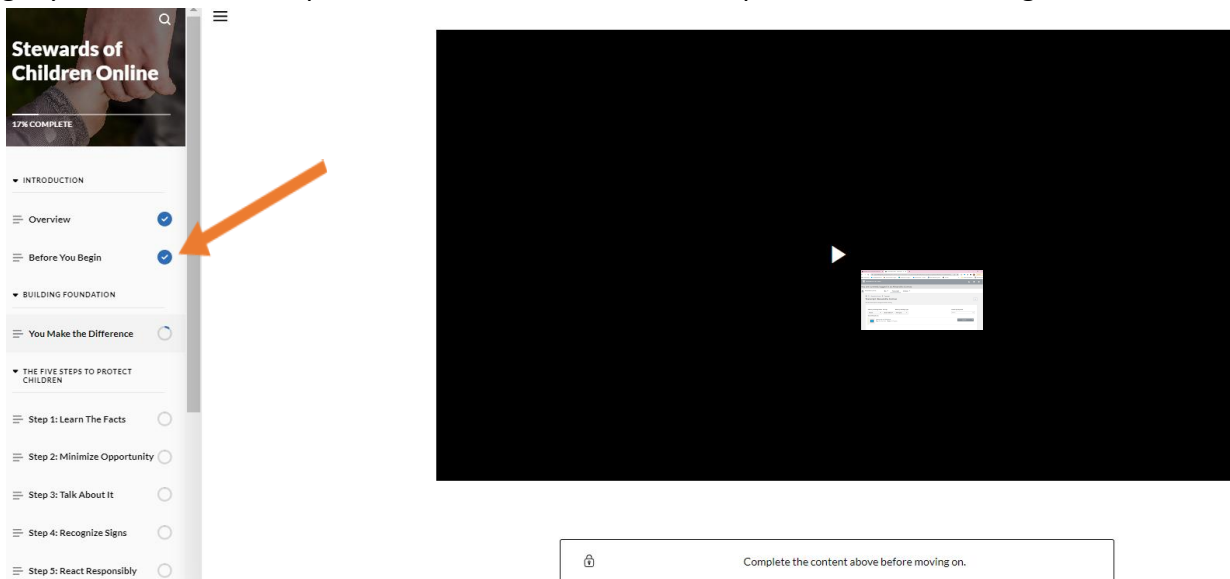 Stewards of
Children Online
17% COMPLETE
INTRODUCTION
Overview
Before You Begin
BUILDING FOUNDATION
You Make the Difference
THE FIVE STEPS TO PROTECT
CHILDREN
Step 1: Learn The Facts
Step 2: Minimize Opportunity
Step 3: Talk About It
Step 4: Recognize Signs
Step 5: React Responsibly
Complete the content above before moving on.